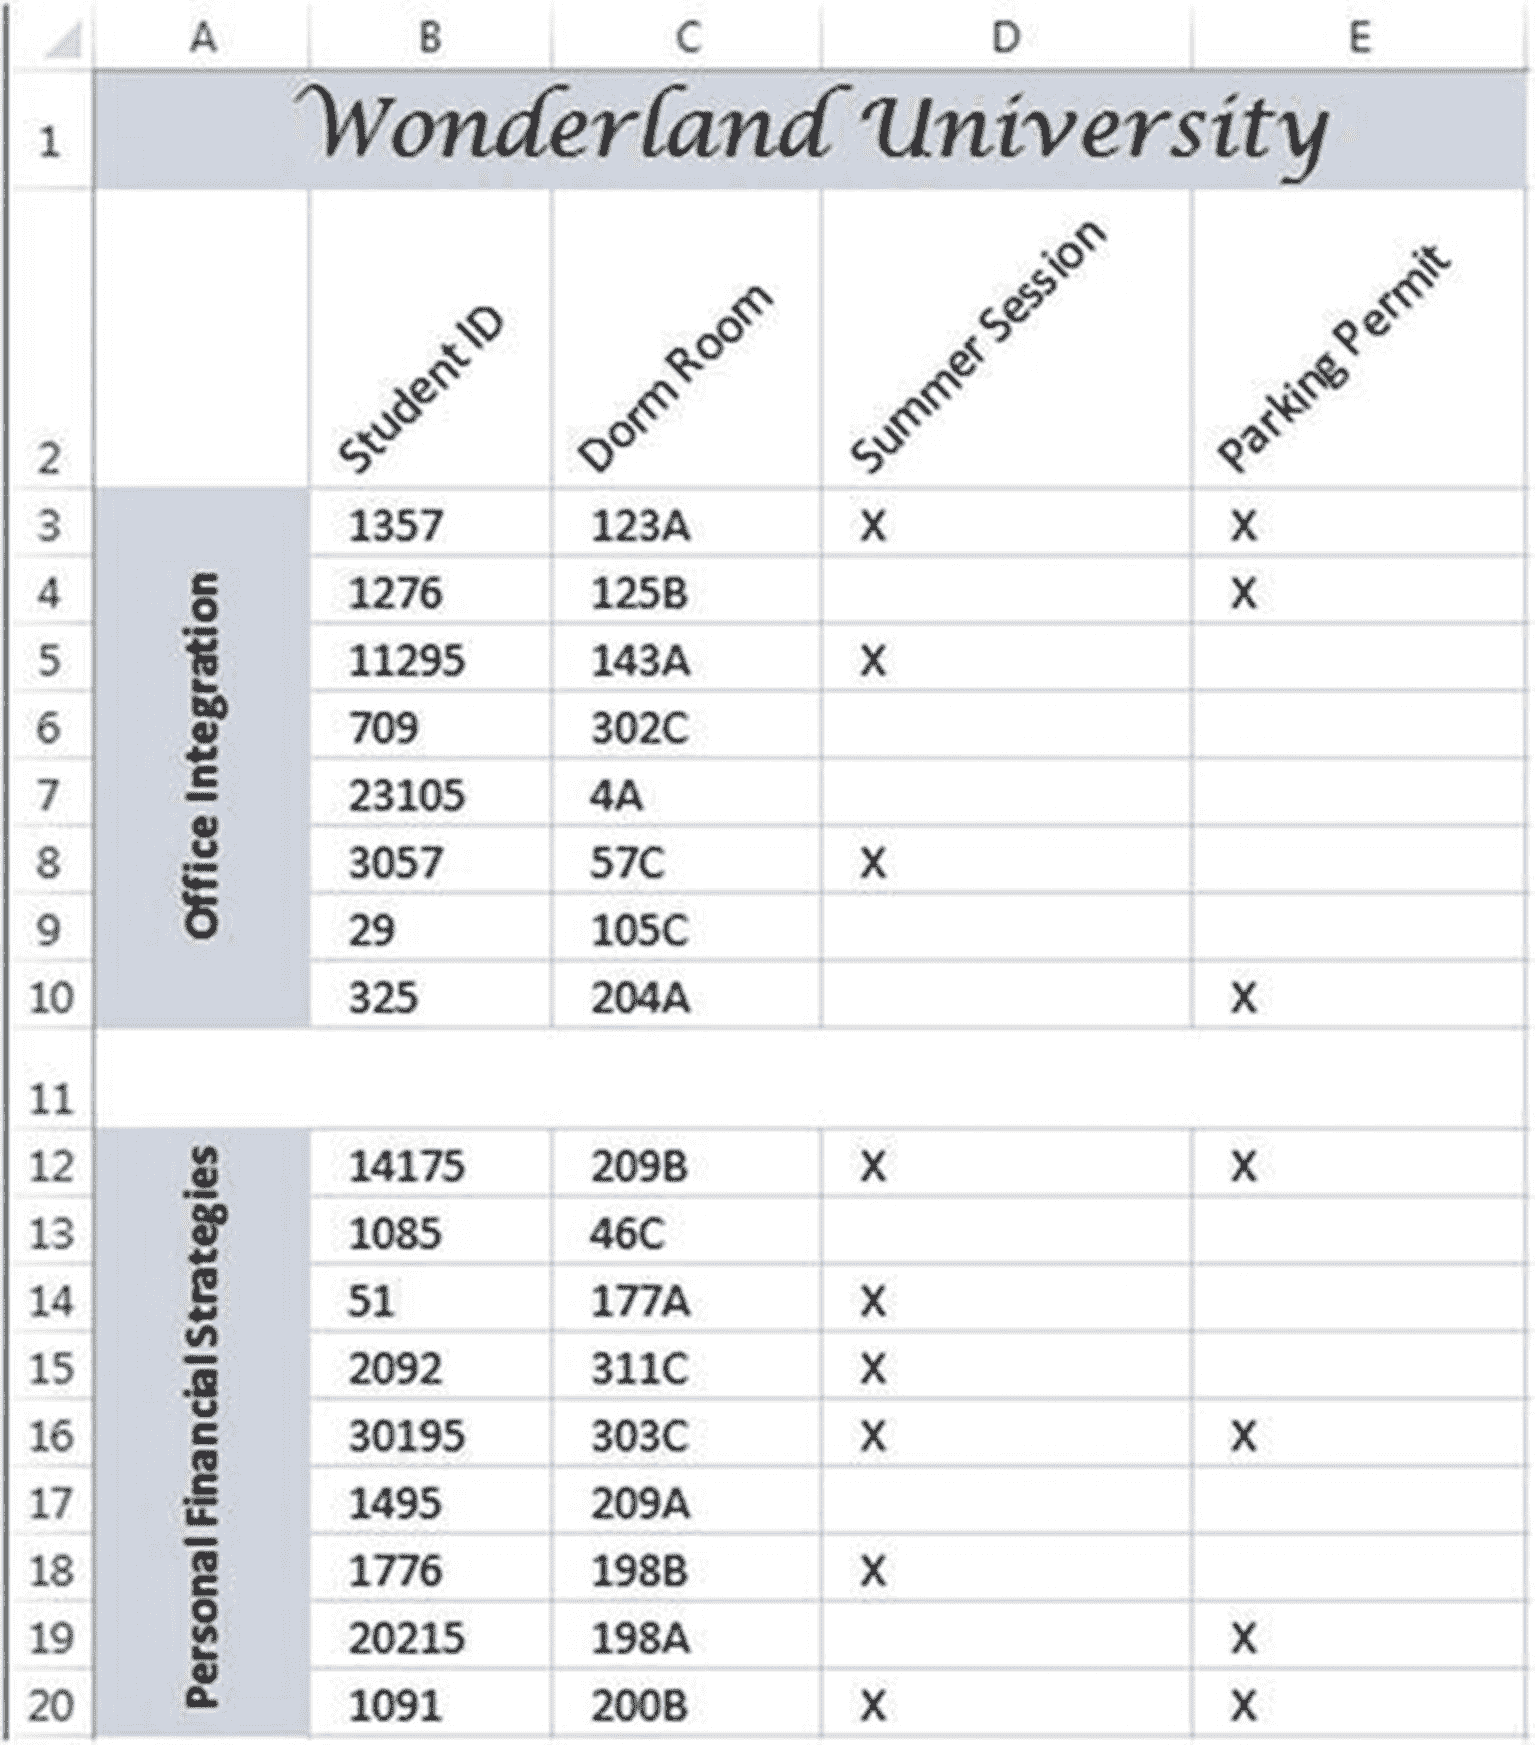 A B C D E
1 Wonderland University
2 Student ID Dorm Room Summer Session Parking Permit
Office Integration
3 1357 123A X X
4 1276 125B X
5 11295 143A X
6 709 302C
7 23105 4A
8 3057 57C X
9 29 105C
10 325 204A X
11
Personal Financial Strategies
12 14175 209B X X
13 1085 46C
14 51 177A X
15 2092 311C X
16 30195 303C X X
17 1495 209A
18 1776 198B X
19 20215 198A X
20 1091 200B X X